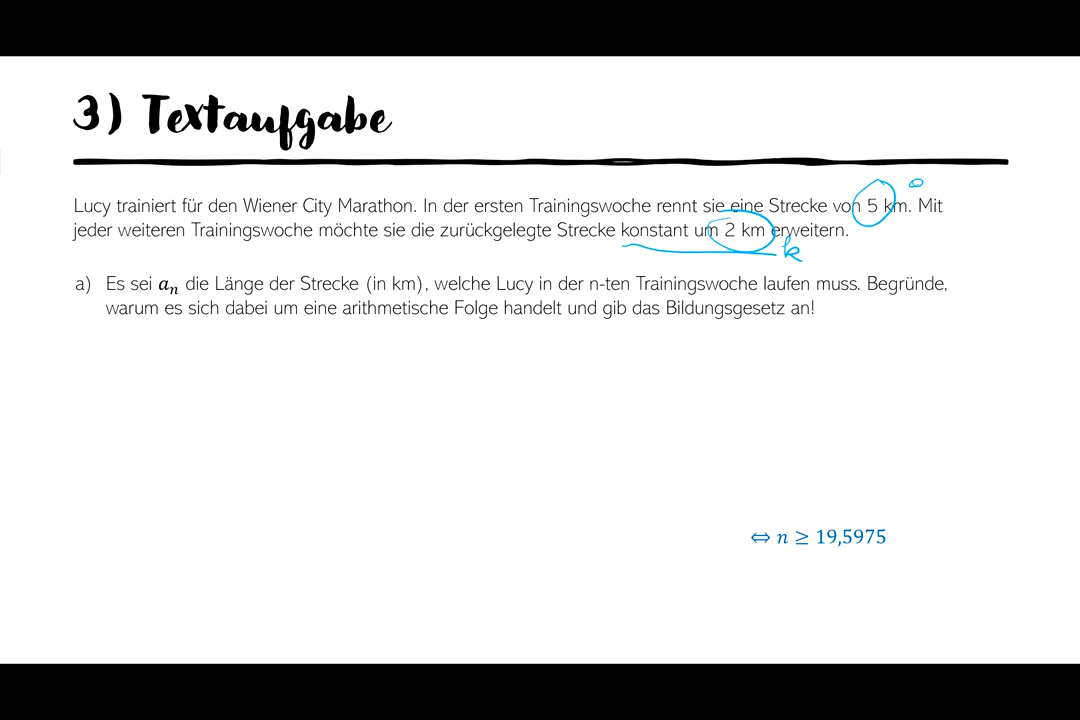 3) Textaufgabe
Lucy trainiert für den Wiener City Marathon. In der ersten Trainingswoche rennt sie eine Strecke von 5 km. Mit
jeder weiteren Trainingswoche möchte sie die zurückgelegte Strecke konstant um 2 km erweitern.
k
a) Es sei aₙ die Länge der Strecke (in km), welche Lucy in der n-ten Trainingswoche laufen muss. Begründe,
warum es sich dabei um eine arithmetische Folge handelt und gib das Bildungsgesetz an!
⇔ n ≥ 19,5975